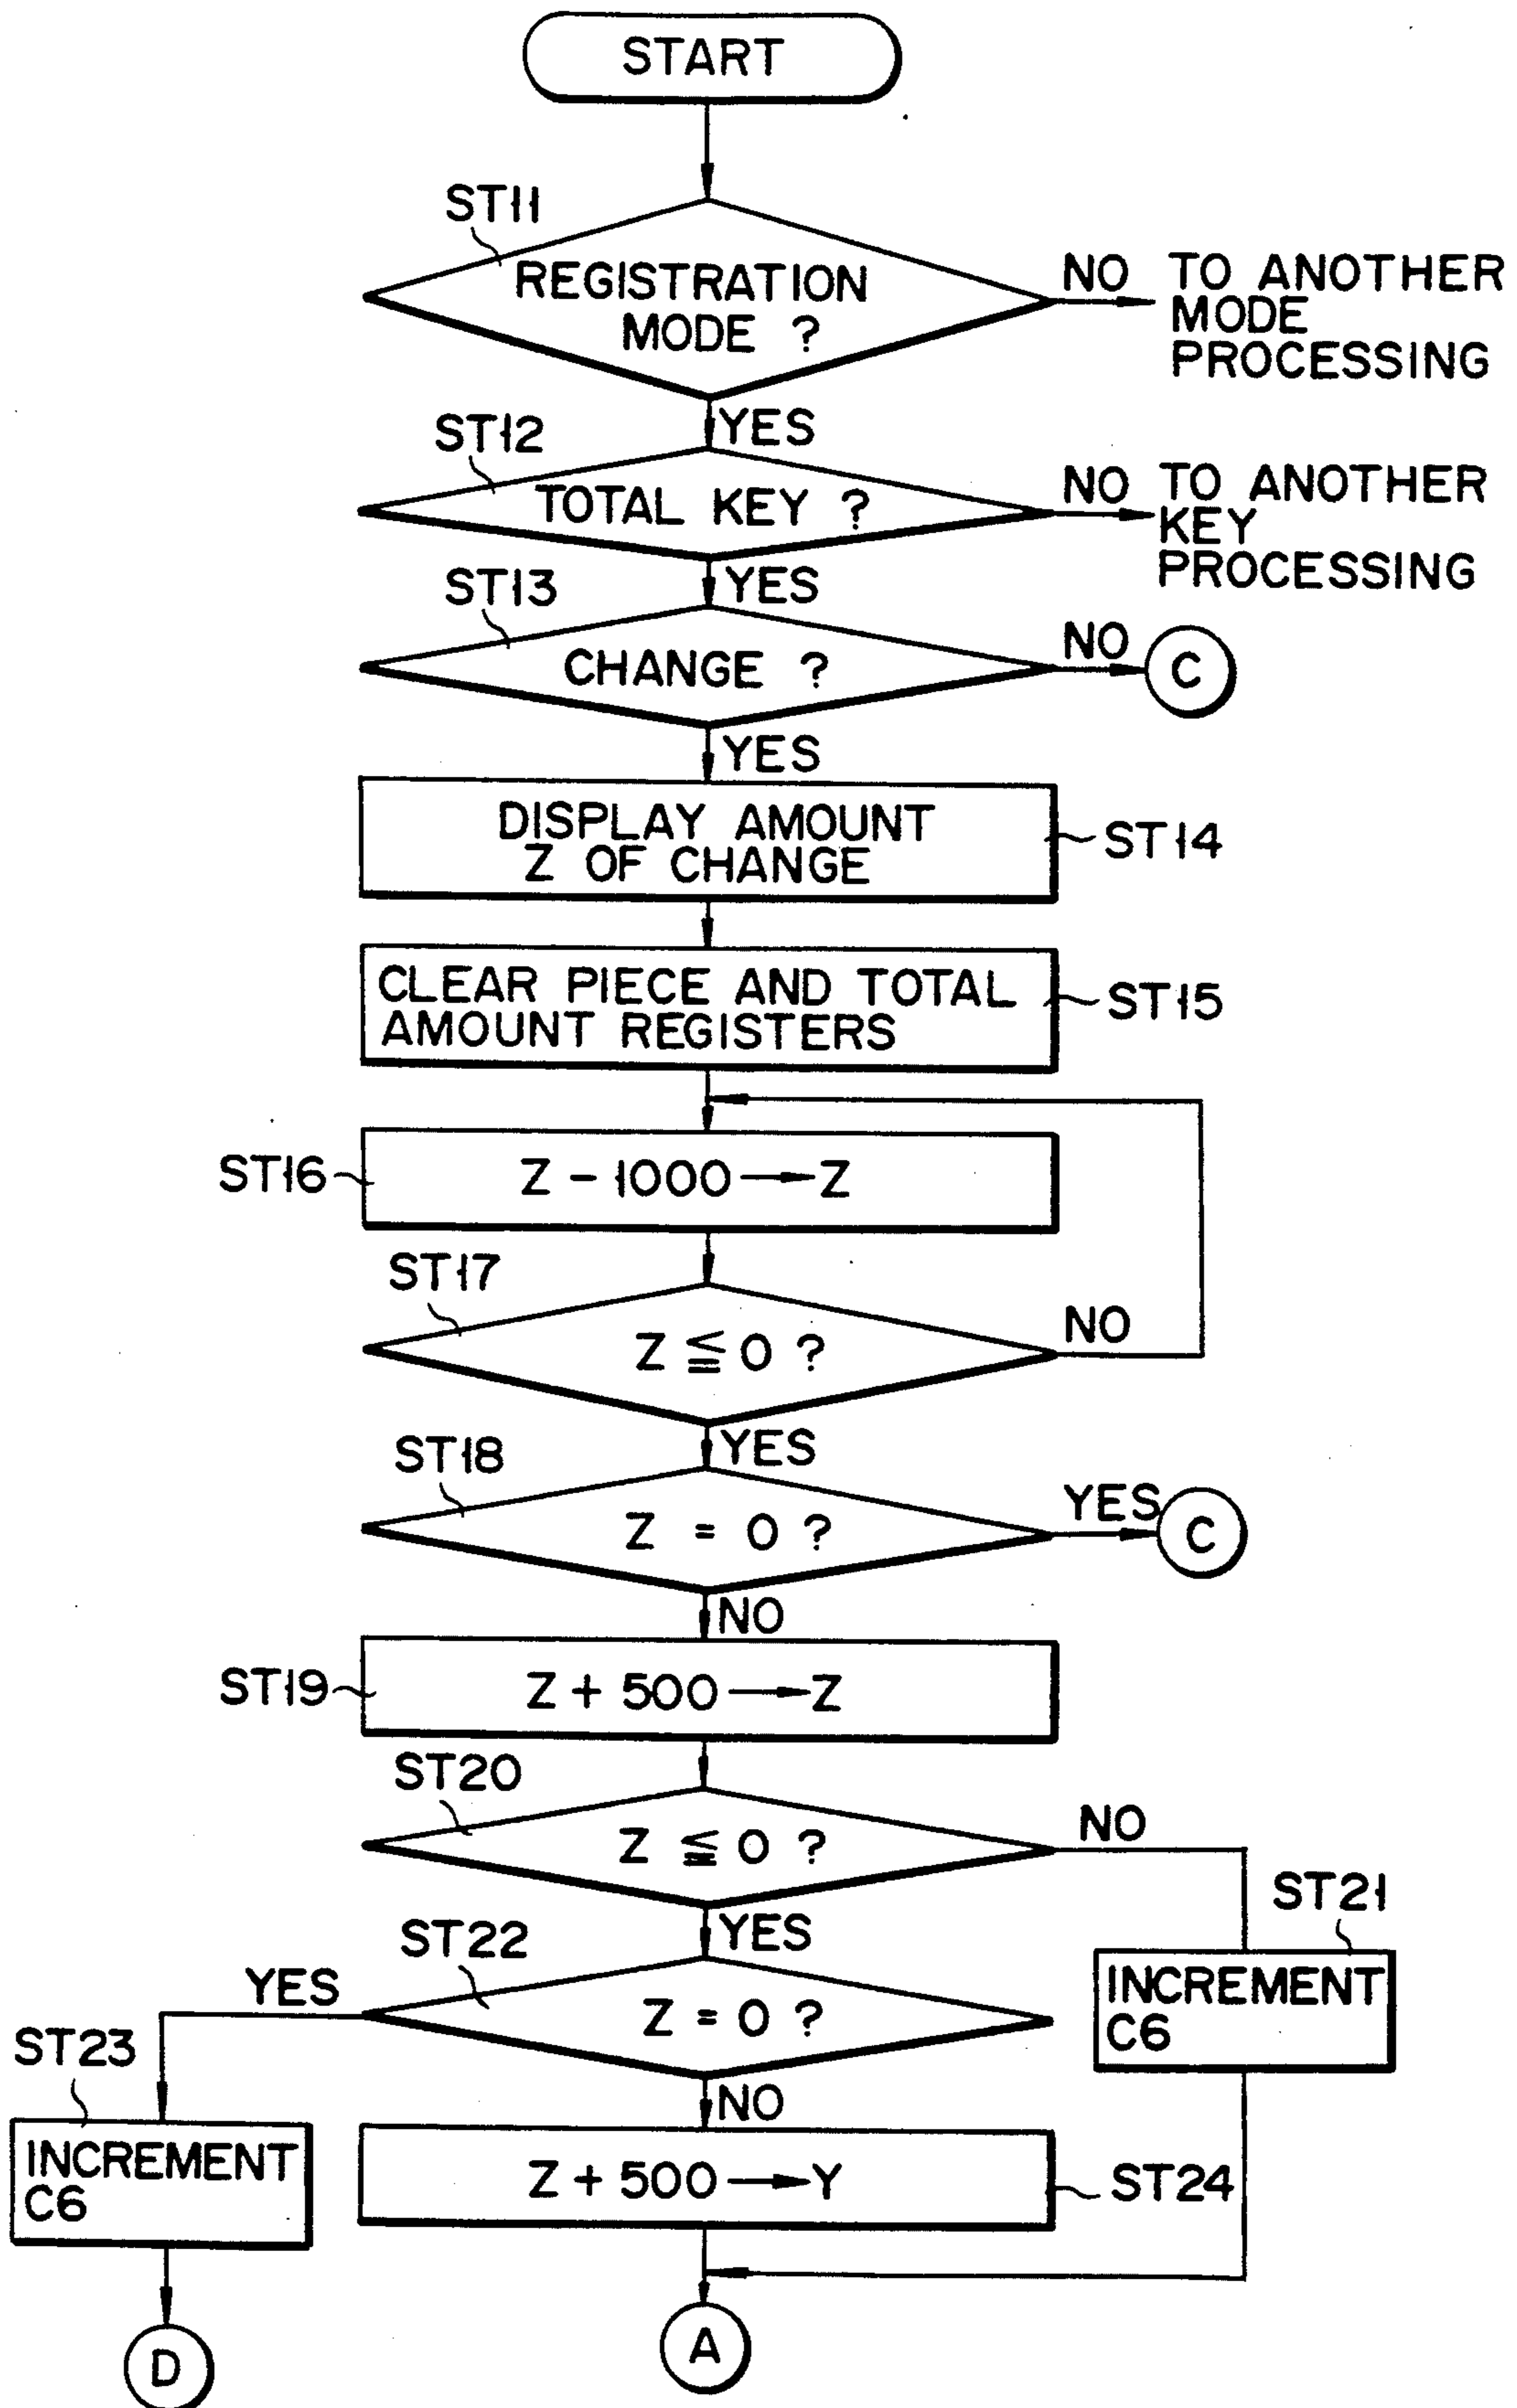 START
ST11
REGISTRATION
MODE ?
NO
TO ANOTHER
MODE
PROCESSING
YES
ST12
TOTAL KEY ?
NO
TO ANOTHER
KEY
PROCESSING
YES
ST13
CHANGE ?
NO
C
YES
DISPLAY AMOUNT
Z OF CHANGE
ST14
CLEAR PIECE AND TOTAL
AMOUNT REGISTERS
ST15
ST16
Z - 1000 → Z
ST17
Z ≦ 0 ?
NO
YES
ST18
Z = 0 ?
YES
C
NO
ST19
Z + 500 → Z
ST20
Z ≦ 0 ?
NO
ST21
INCREMENT
C6
YES
ST22
Z = 0 ?
YES
ST23
INCREMENT
C6
NO
Z + 500 → Y
ST24
D
A